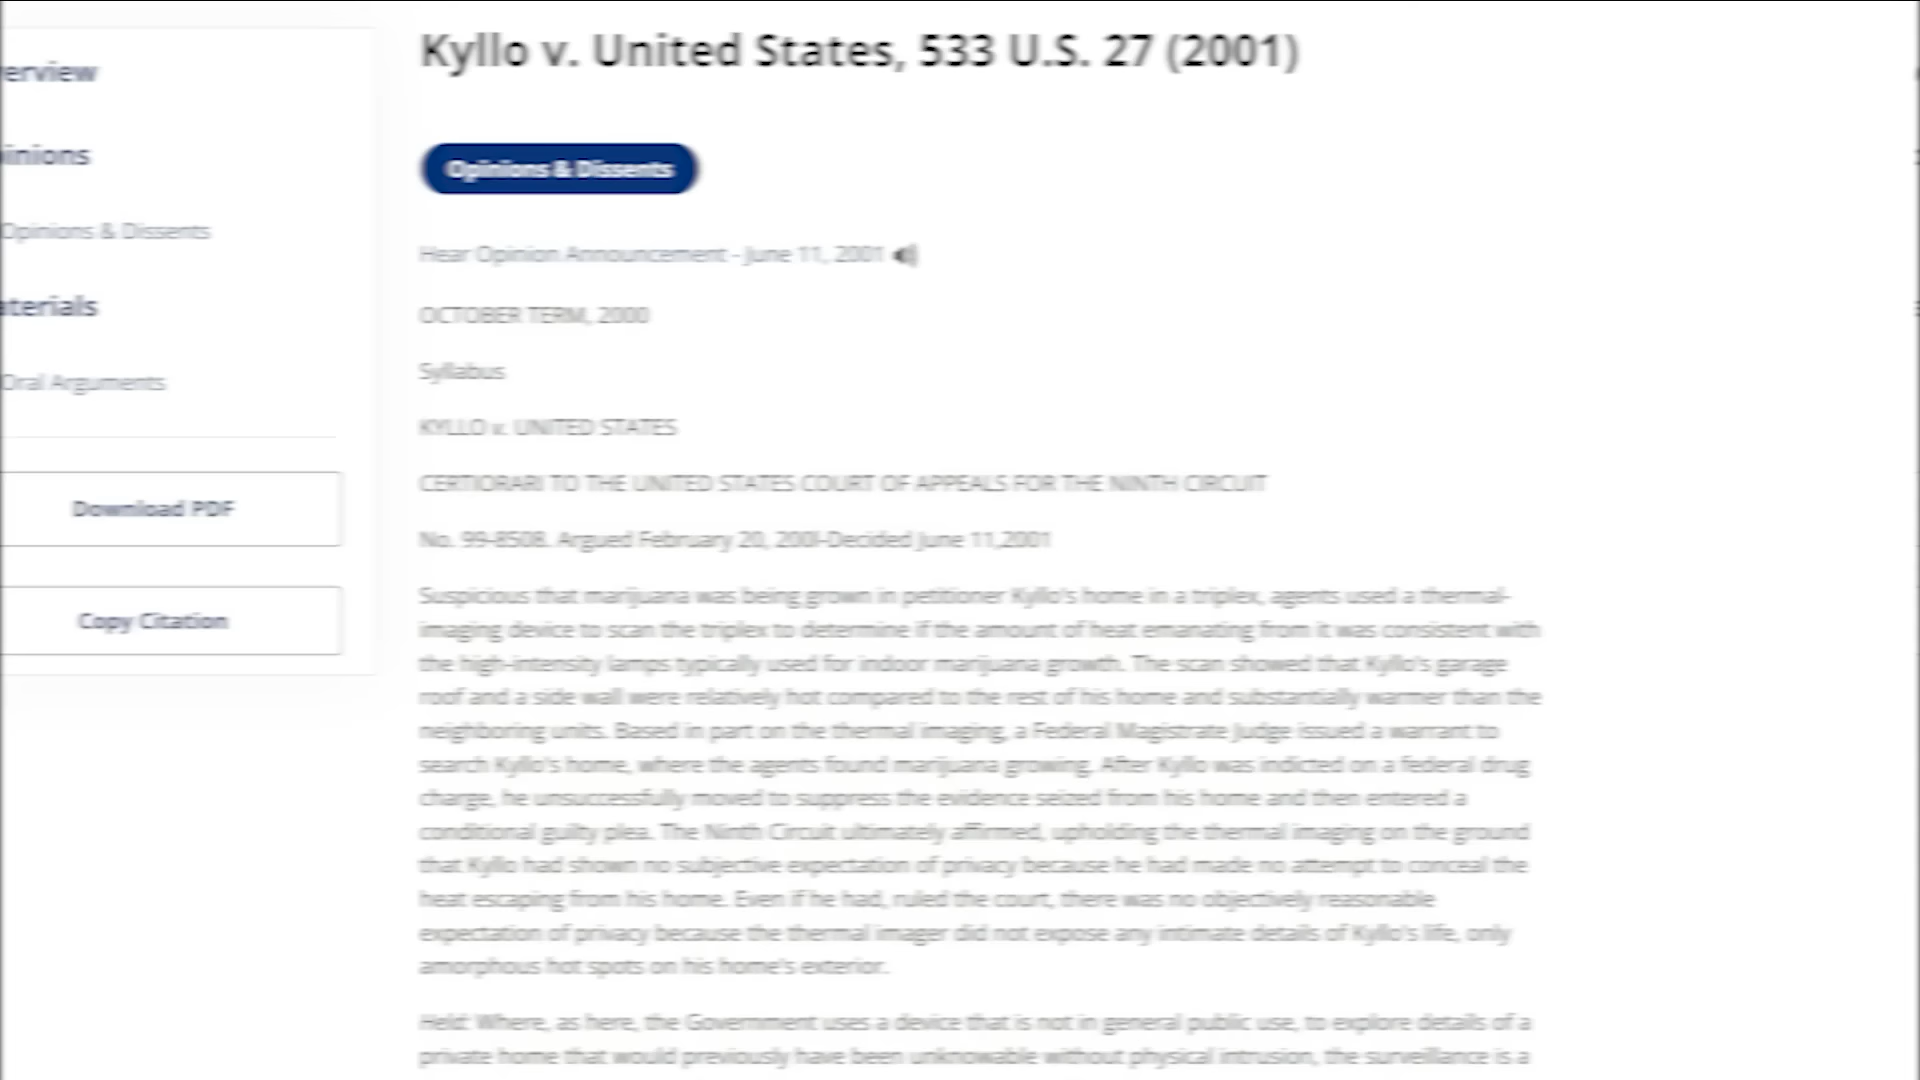 Kyllo v. United States, 533 U.S. 27 (2001)
verview
Opinions & Dissents
inions
Opinions & Dissents
Hear Opinion Announcement - June 11, 2001
aterials
OCTOBER TERM, 2000
Syllabus
Oral Arguments
KYLLO v. UNITED STATES
CERTIORARI TO THE UNITED STATES COURT OF APPEALS FOR THE NINTH CIRCUIT
Download PDF
No. 99-8508. Argued February 20, 200l-Decided June 11,2001
Copy Citation
Suspicious that marijuana was being grown in petitioner Kyllo's home in a triplex, agents used a thermal-
imaging device to scan the triplex to determine if the amount of heat emanating from it was consistent with
the high-intensity lamps typically used for indoor marijuana growth. The scan showed that Kyllo's garage
roof and a side wall were relatively hot compared to the rest of his home and substantially warmer than the
neighboring units. Based in part on the thermal imaging, a Federal Magistrate Judge issued a warrant to
search Kyllo's home, where the agents found marijuana growing. After Kyllo was indicted on a federal drug
charge, he unsuccessfully moved to suppress the evidence seized from his home and then entered a
conditional guilty plea. The Ninth Circuit ultimately affirmed, upholding the thermal imaging on the ground
that Kyllo had shown no subjective expectation of privacy because he had made no attempt to conceal the
heat escaping from his home. Even if he had, ruled the court, there was no objectively reasonable
expectation of privacy because the thermal imager did not expose any intimate details of Kyllo's life, only
amorphous hot spots on his home's exterior.
Held: Where, as here, the Government uses a device that is not in general public use, to explore details of a
private home that would previously have been unknowable without physical intrusion, the surveillance is a